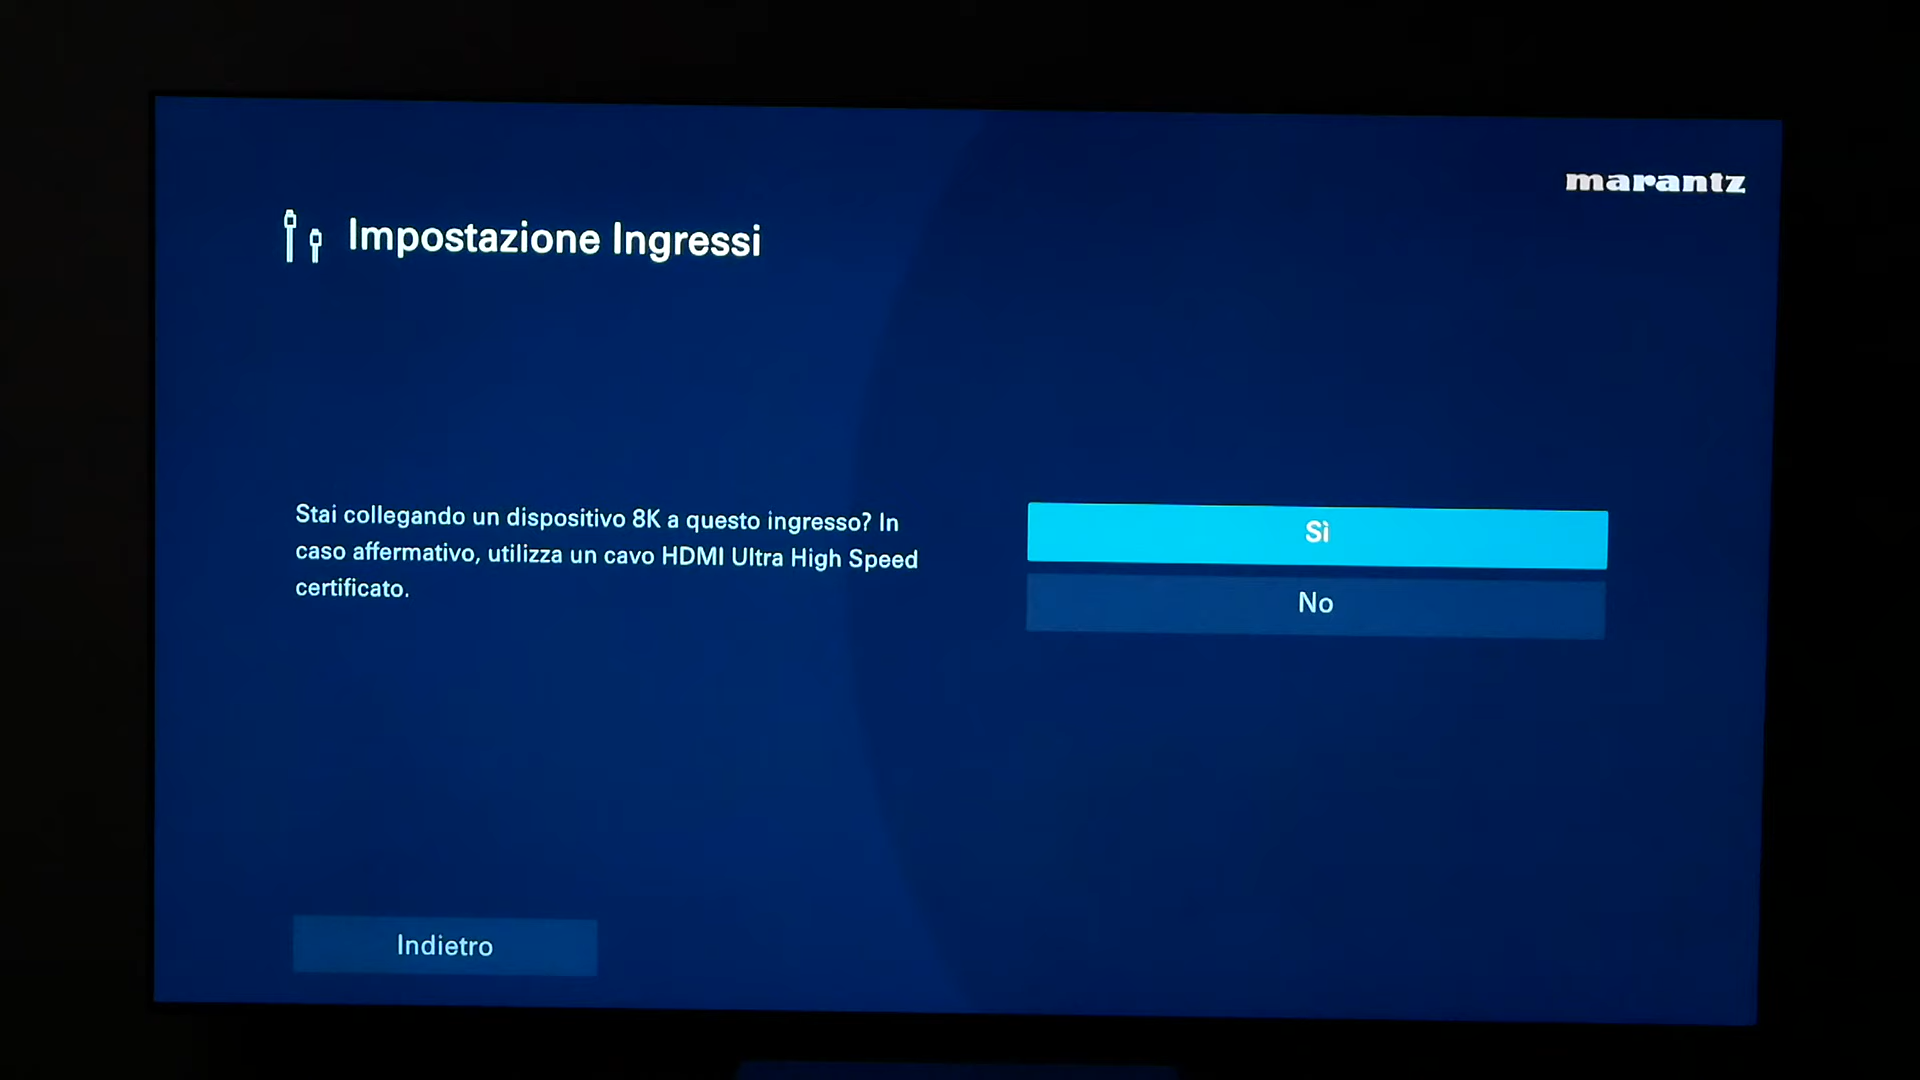 marantz
Impostazione Ingressi
Stai collegando un dispositivo 8K a questo ingresso? In
caso affermativo, utilizza un cavo HDMI Ultra High Speed
certificato.
Sì
No
Indietro